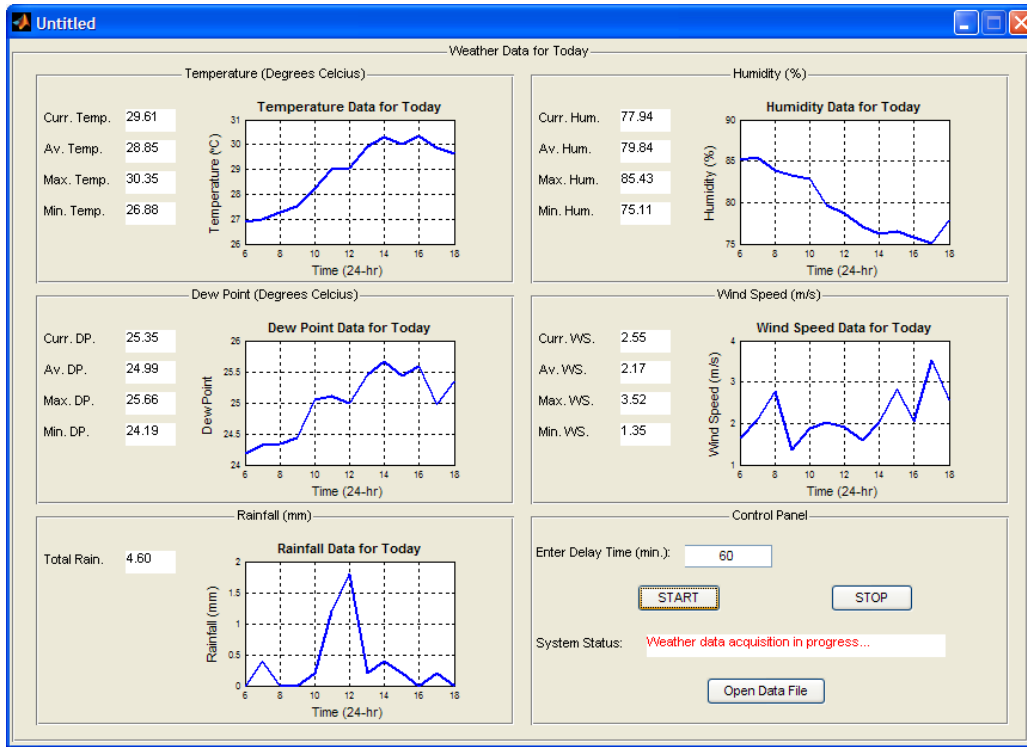 Untitled
Weather Data for Today
Temperature (Degrees Celcius)
Curr. Temp. 29.61
Av. Temp. 28.85
Max. Temp. 30.35
Min. Temp. 26.88
Temperature Data for Today
Temperature (ºC)
31
30
29
28
27
26
6 8 10 12 14 16 18
Time (24-hr)
Humidity (%)
Curr. Hum. 77.94
Av. Hum. 79.84
Max. Hum. 85.43
Min. Hum. 75.11
Humidity Data for Today
Humidity (%)
90
85
80
75
6 8 10 12 14 16 18
Time (24-hr)
Dew Point (Degrees Celcius)
Curr. DP. 25.35
Av. DP. 24.99
Max. DP. 25.66
Min. DP. 24.19
Dew Point Data for Today
Dew Point
26
25.5
25
24.5
24
6 8 10 12 14 16 18
Time (24-hr)
Wind Speed (m/s)
Curr. WS. 2.55
Av. WS. 2.17
Max. WS. 3.52
Min. WS. 1.35
Wind Speed Data for Today
Wind Speed (m/s)
4
3
2
1
6 8 10 12 14 16 18
Time (24-hr)
Rainfall (mm)
Total Rain. 4.60
Rainfall Data for Today
Rainfall (mm)
2
1.5
1
0.5
0
6 8 10 12 14 16 18
Time (24-hr)
Control Panel
Enter Delay Time (min.): 60
START STOP
System Status: Weather data acquisition in progress...
Open Data File